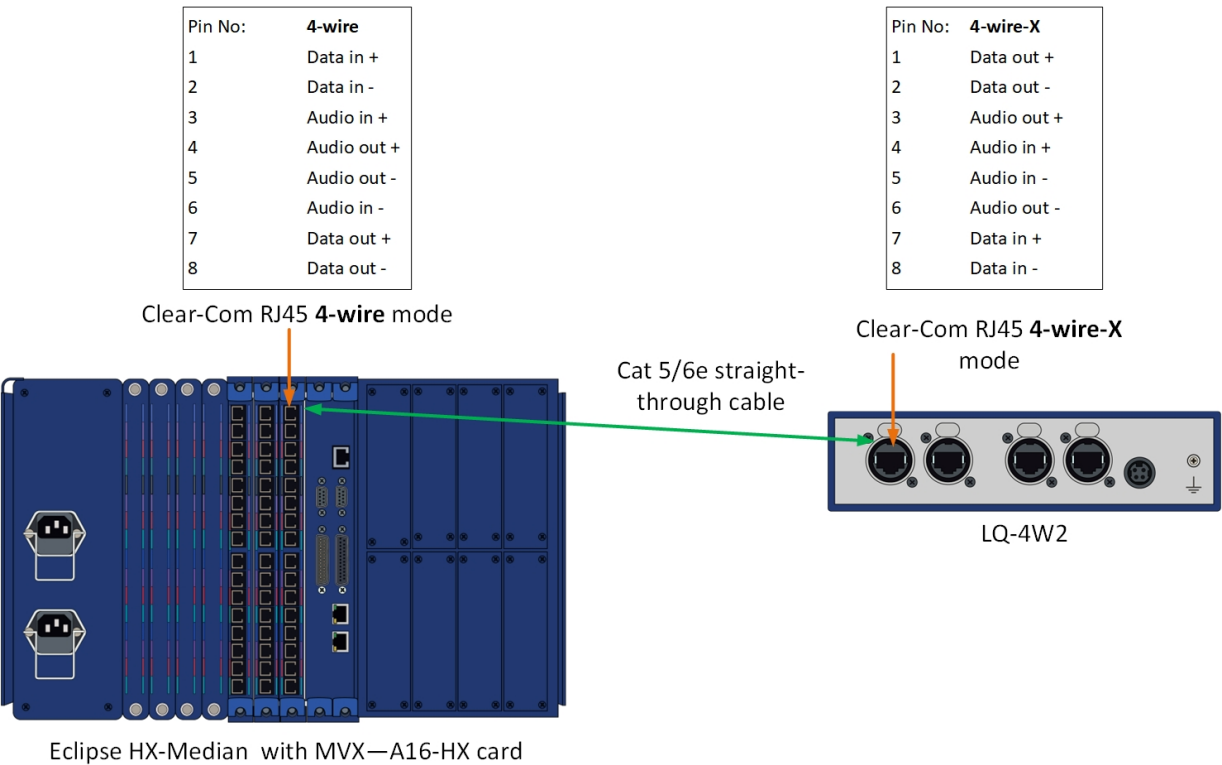 Pin No: 4-wire
1 Data in +
2 Data in -
3 Audio in +
4 Audio out +
5 Audio out -
6 Audio in -
7 Data out +
8 Data out -
Clear-Com RJ45 4-wire mode
Pin No: 4-wire-X
1 Data out +
2 Data out -
3 Audio out +
4 Audio in +
5 Audio in -
6 Audio out -
7 Data in +
8 Data in -
Clear-Com RJ45 4-wire-X
mode
Cat 5/6e straight-
through cable
LQ-4W2
Eclipse HX-Median with MVX—A16-HX card